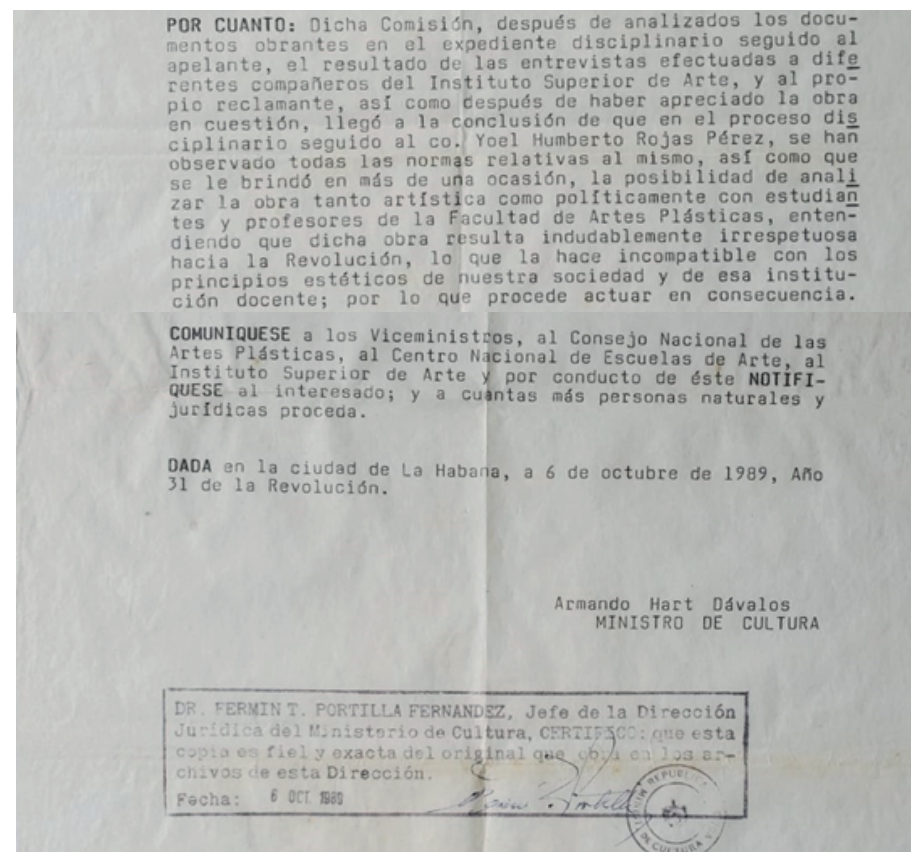 POR CUANTO: Dicha Comisión, después de analizados los docu-
mentos obrantes en el expediente disciplinario seguido al
apelante, el resultado de las entrevistas efectuadas a dife
rentes compañeros del Instituto Superior de Arte, y al pro-
pio reclamante, así como después de haber apreciado la obra
en cuestión, llegó a la conclusión de que en el proceso dis
ciplinario seguido al co. Yoel Humberto Rojas Pérez, se han
observado todas las normas relativas al mismo, así como que
se le brindó en más de una ocasión, la posibilidad de anali
zar la obra tanto artística como políticamente con estudian
tes y profesores de la Facultad de Artes Plásticas, enten-
diendo que dicha obra resulta indudablemente irrespetuosa
hacia la Revolución, lo que la hace incompatible con los
principios estéticos de nuestra sociedad y de esa institu-
ción docente; por lo que procede actuar en consecuencia.
COMUNIQUESE a los Viceministros, al Consejo Nacional de las
Artes Plásticas, al Centro Nacional de Escuelas de Arte, al
Instituto Superior de Arte y por conducto de éste NOTIFI-
QUESE al interesado; y a cuantas más personas naturales y
jurídicas proceda.
DADA en la ciudad de La Habana, a 6 de octubre de 1989, Año
31 de la Revolución.
Armando Hart Dávalos
MINISTRO DE CULTURA
DR. FERMIN T. PORTILLA FERNANDEZ, Jefe de la Dirección
Jurídica del Ministerio de Cultura, CERTIFICO: que esta
copia es fiel y exacta del original que obra en los ar-
chivos de esta Dirección.
Fecha: 6 OCT 1989
REPUBLICA
DE CULTURA